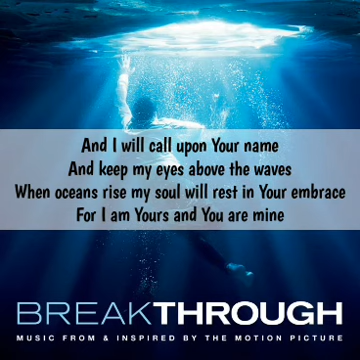 And I will call upon Your name
And keep my eyes above the waves
When oceans rise my soul will rest in Your embrace
For I am Yours and You are mine
BREAKTHROUGH
MUSIC FROM & INSPIRED BY THE MOTION PICTURE